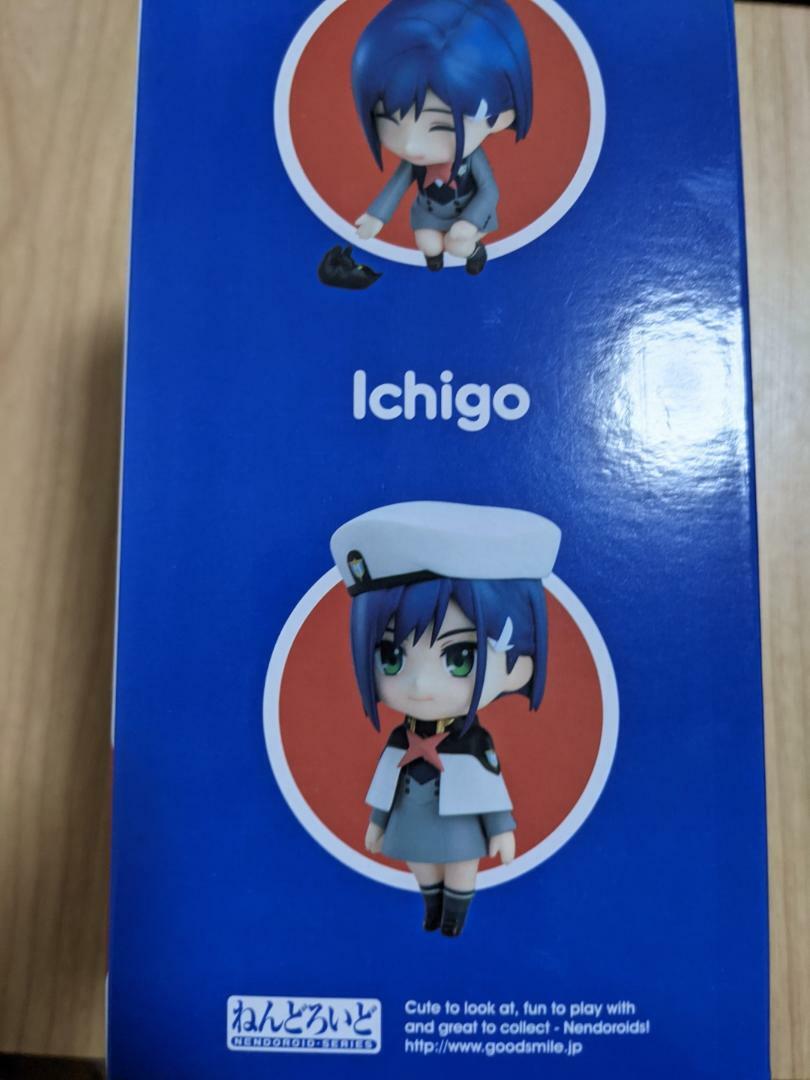 Ichigo
ねんどろいど
NENDOROID・SERIES
Cute to look at, fun to play with
and great to collect - Nendoroids!
http://www.goodsmile.jp